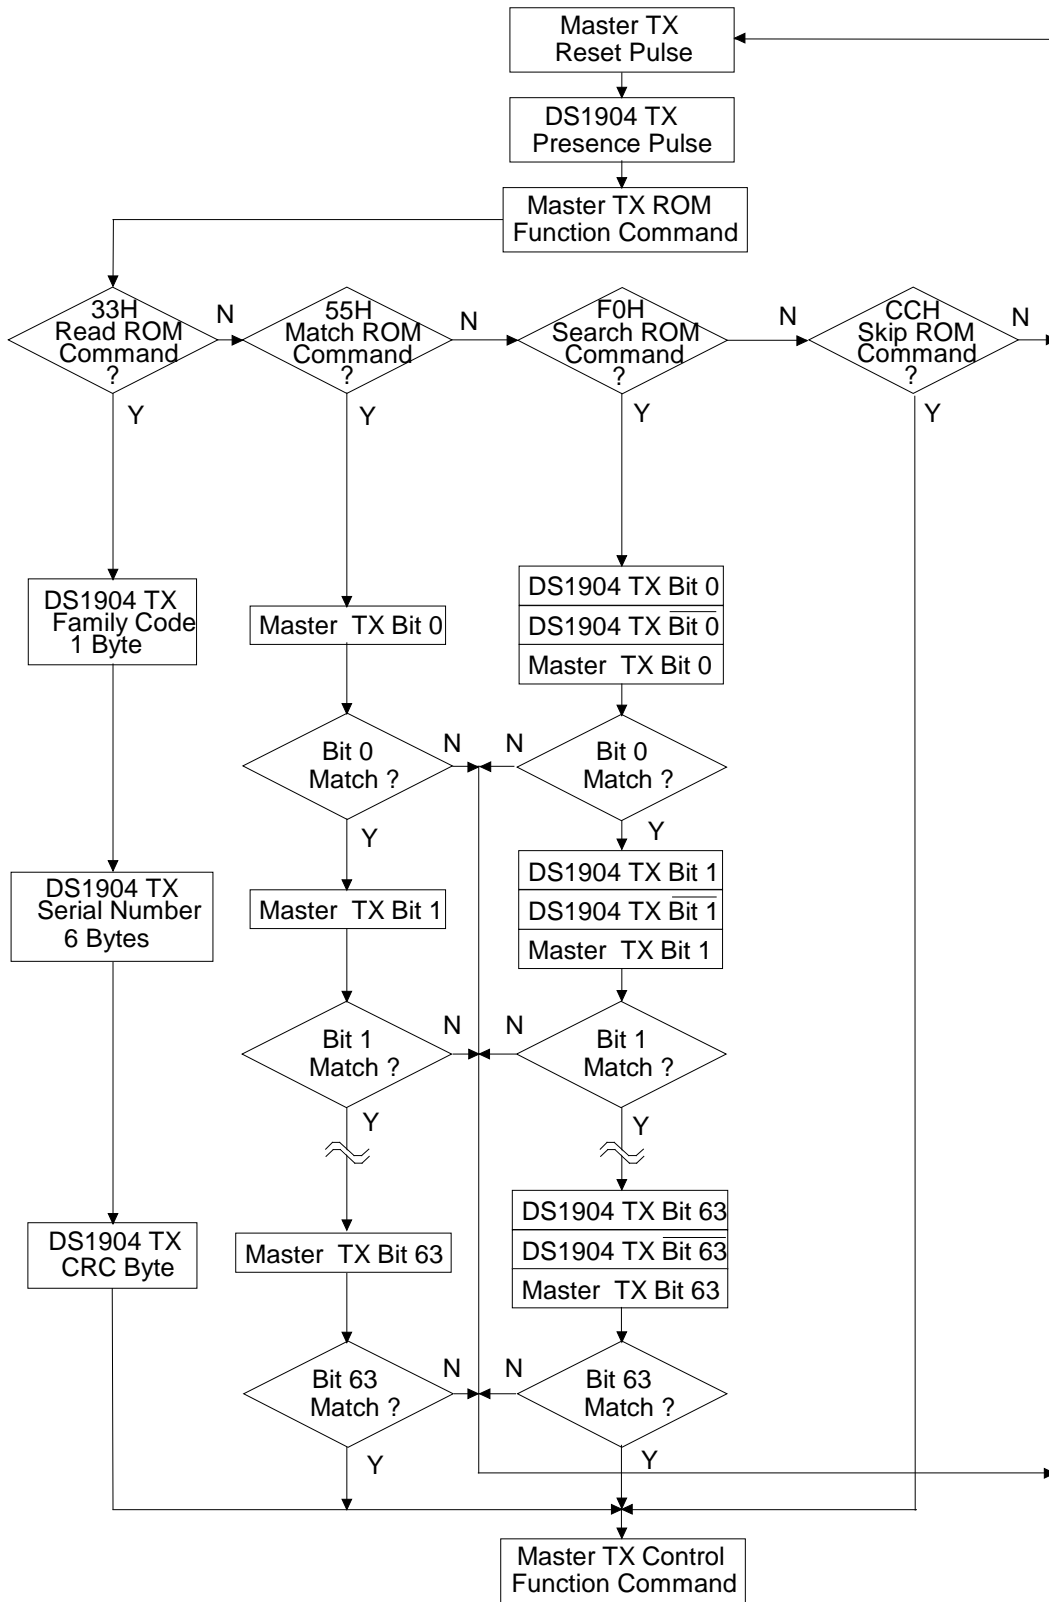 Master TX
Reset Pulse
DS1904 TX
Presence Pulse
Master TX ROM
Function Command
33H
Read ROM
Command
?
N
Y
55H
Match ROM
Command
?
N
Y
F0H
Search ROM
Command
?
N
Y
CCH
Skip ROM
Command
?
N
Y
DS1904 TX
Family Code
1 Byte
DS1904 TX
Serial Number
6 Bytes
DS1904 TX
CRC Byte
Master TX Bit 0
Bit 0
Match ?
N
Y
Master TX Bit 1
Bit 1
Match ?
N
Y
Master TX Bit 63
Bit 63
Match ?
N
Y
DS1904 TX Bit 0
DS1904 TX B̅i̅t̅ ̅0̅
Master TX Bit 0
Bit 0
Match ?
N
Y
DS1904 TX Bit 1
DS1904 TX B̅i̅t̅ ̅1̅
Master TX Bit 1
Bit 1
Match ?
N
Y
DS1904 TX Bit 63
DS1904 TX B̅i̅t̅ ̅6̅3̅
Master TX Bit 63
Bit 63
Match ?
N
Y
Master TX Control
Function Command